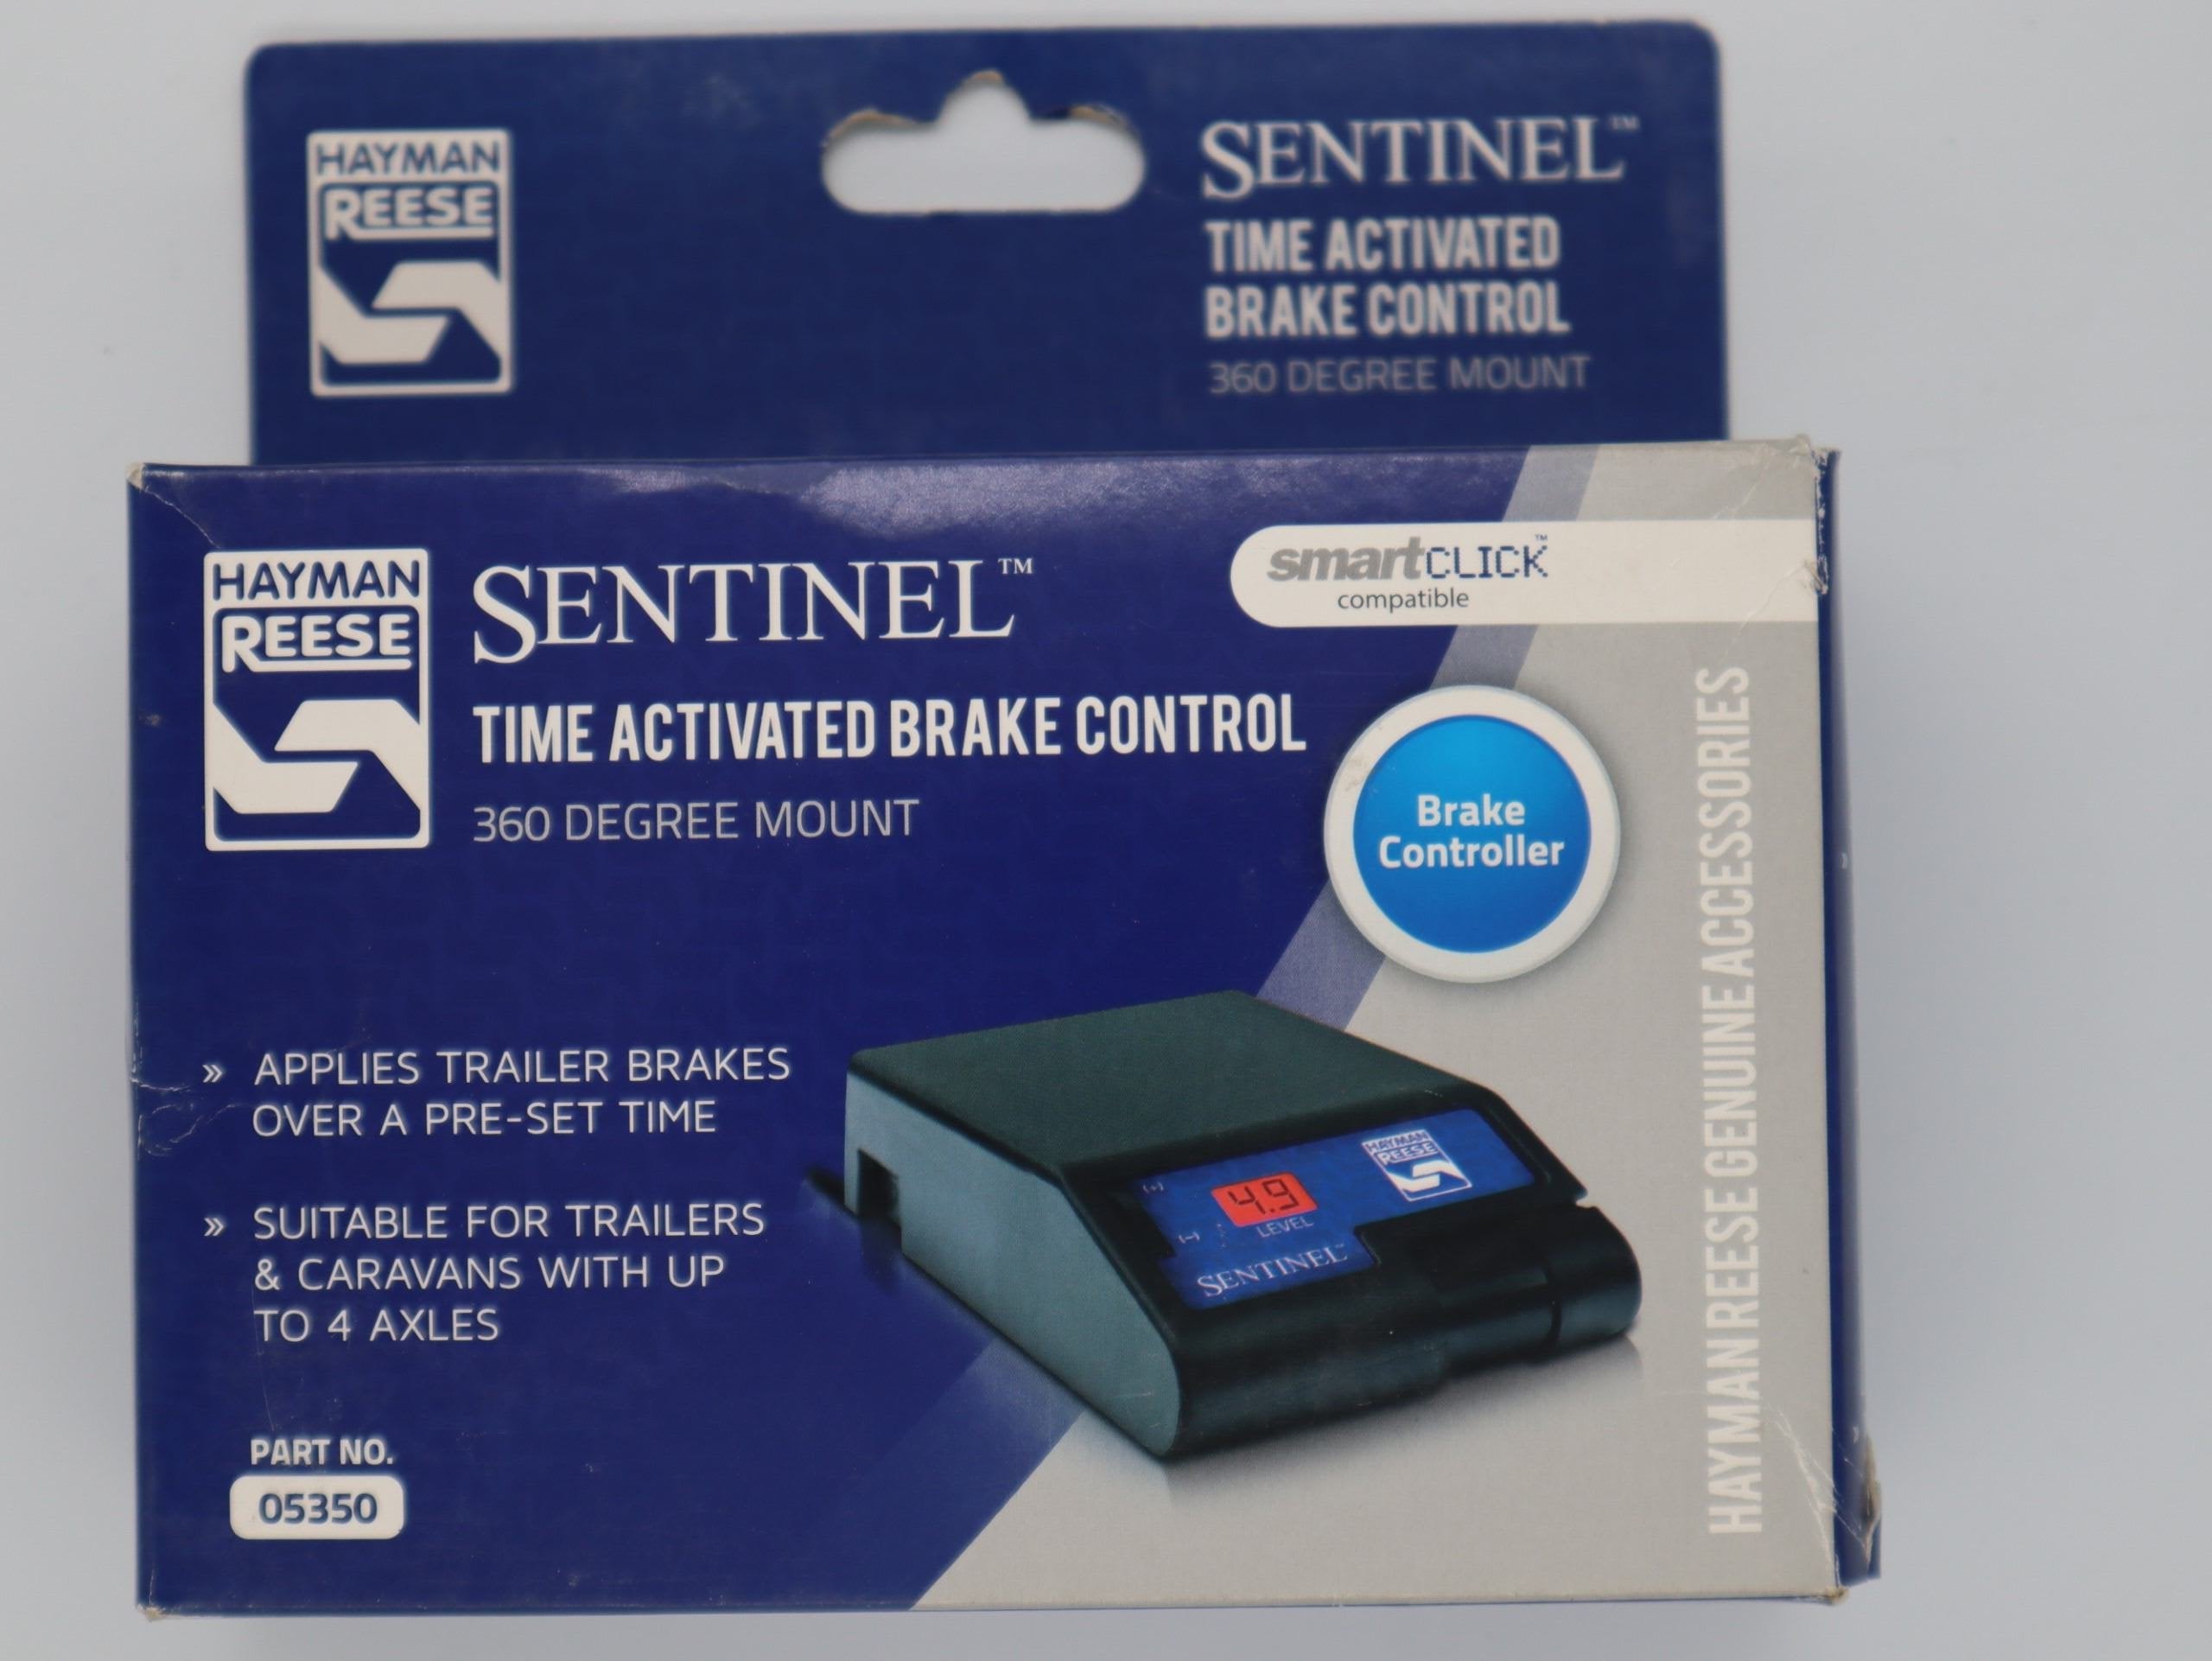 HAYMAN
REESE
SENTINEL™
TIME ACTIVATED
BRAKE CONTROL
360 DEGREE MOUNT
HAYMAN
REESE
SENTINEL™
TIME ACTIVATED BRAKE CONTROL
360 DEGREE MOUNT
smartCLICK™
compatible
Brake
Controller
HAYMAN REESE GENUINE ACCESSORIES
» APPLIES TRAILER BRAKES
OVER A PRE-SET TIME
» SUITABLE FOR TRAILERS
& CARAVANS WITH UP
TO 4 AXLES
(+)
4.9
(-)
LEVEL
SENTINEL™
HAYMAN
REESE
PART NO.
05350